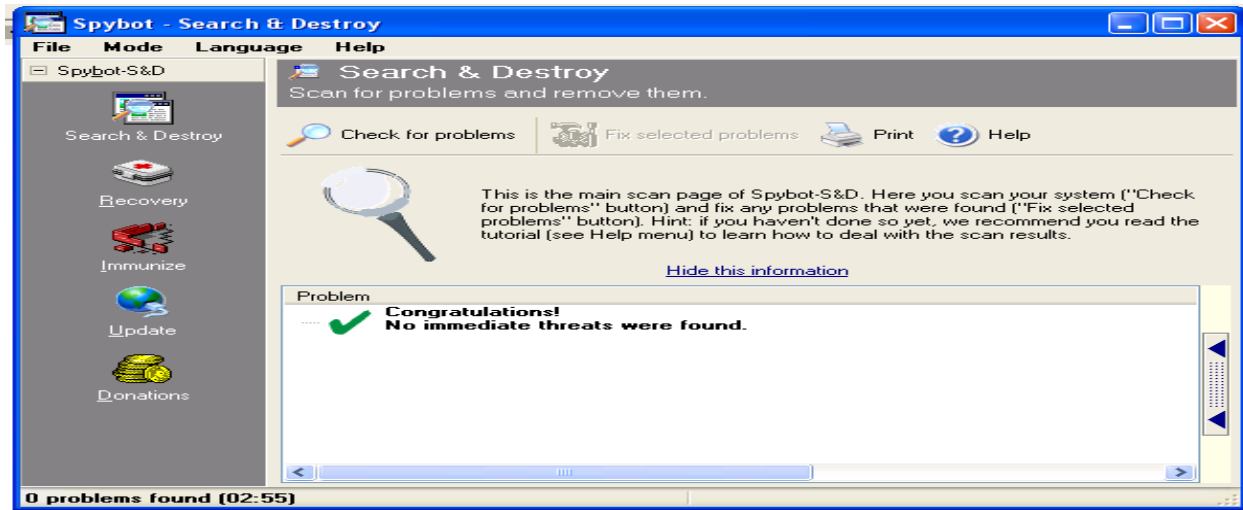 Spybot - Search & Destroy
File Mode Language Help
Spybot-S&D
Search & Destroy
Recovery
Immunize
Update
Donations
Search & Destroy
Scan for problems and remove them.
Check for problems Fix selected problems Print Help
This is the main scan page of Spybot-S&D. Here you scan your system ("Check
for problems" button) and fix any problems that were found ("Fix selected
problems" button). Hint: if you haven't done so yet, we recommend you read the
tutorial (see Help menu) to learn how to deal with the scan results.
Hide this information
Problem
Congratulations!
No immediate threats were found.
0 problems found (02:55)